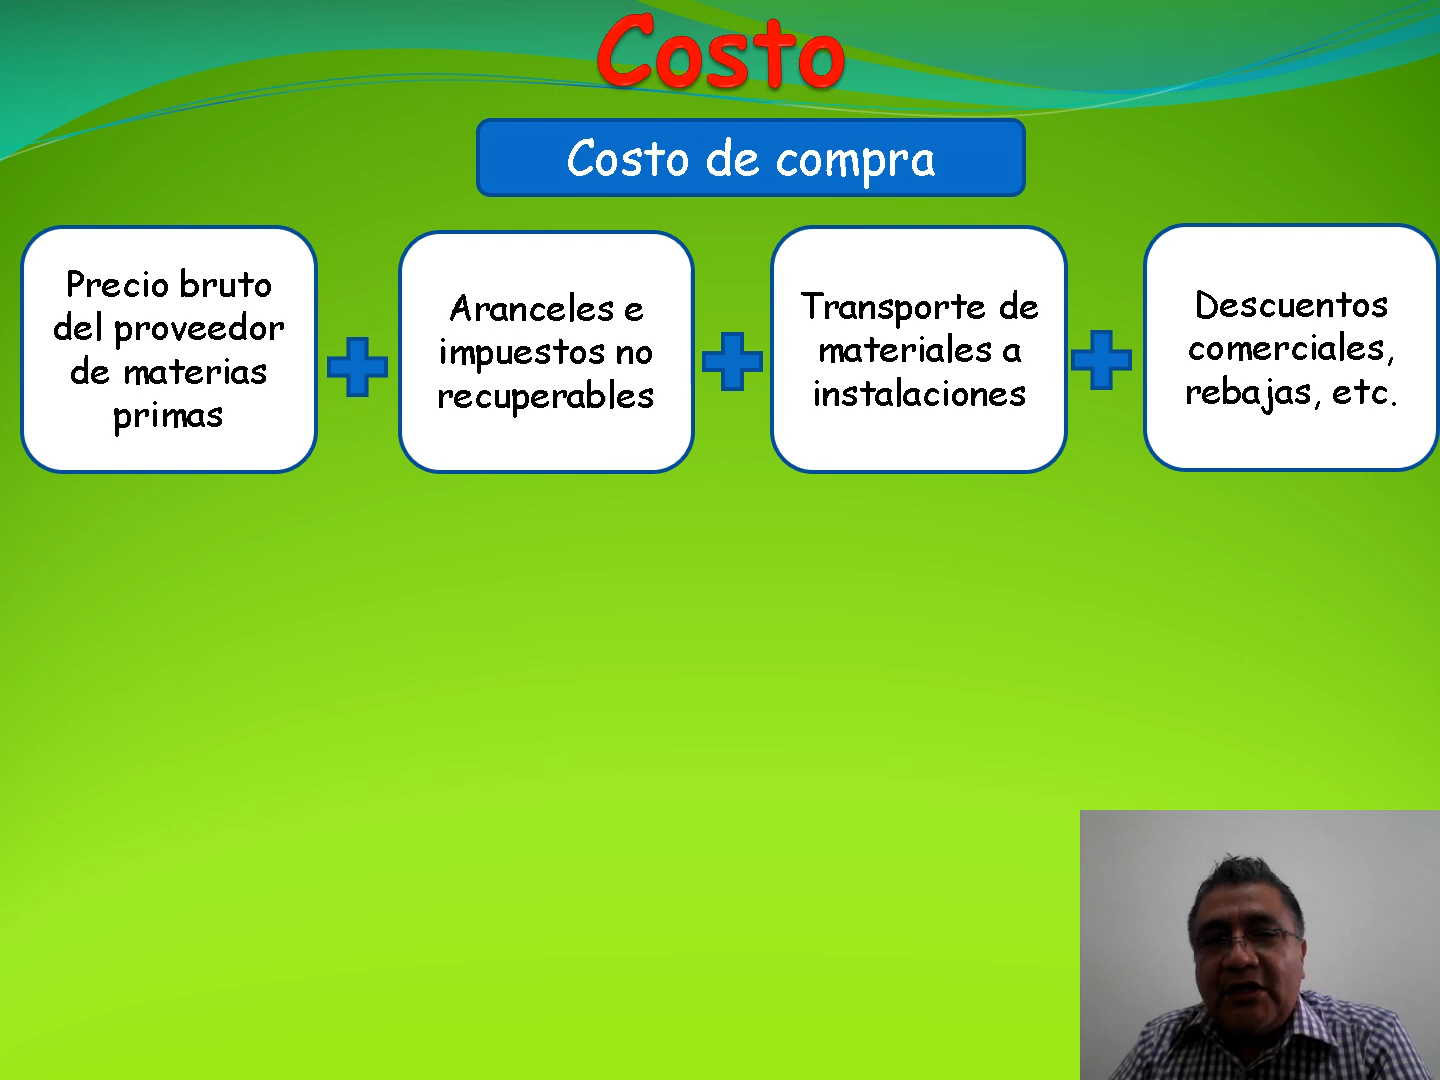 Costo
Costo de compra
Precio bruto
del proveedor
de materias
primas
Aranceles e
impuestos no
recuperables
Transporte de
materiales a
instalaciones
Descuentos
comerciales,
rebajas, etc.